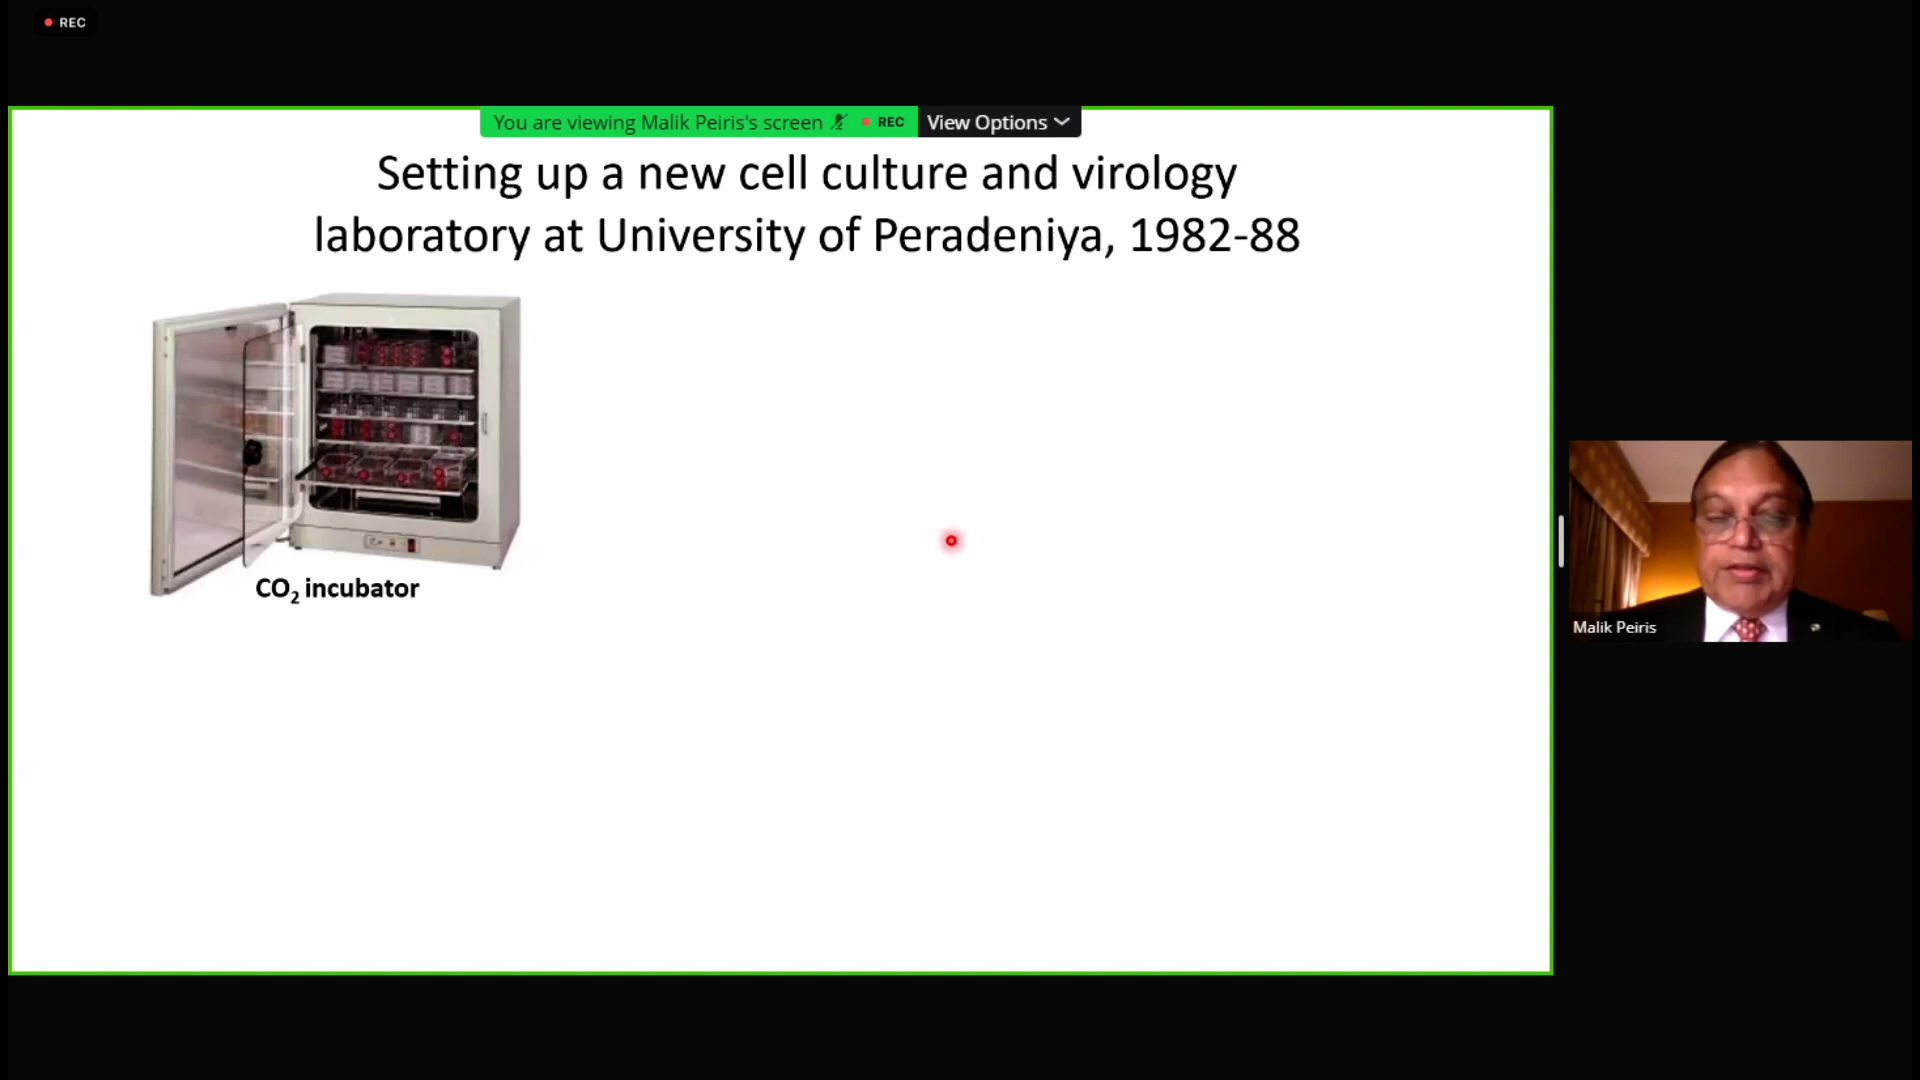 REC
You are viewing Malik Peiris's screen REC View Options
Setting up a new cell culture and virology
laboratory at University of Peradeniya, 1982-88
CO₂ incubator
Malik Peiris